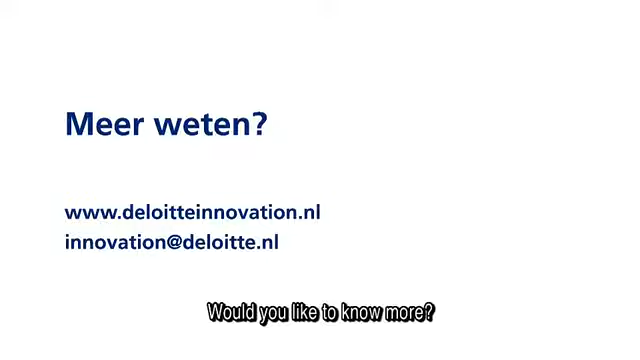 Meer weten?
www.deloitteinnovation.nl
innovation@deloitte.nl
Would you like to know more?